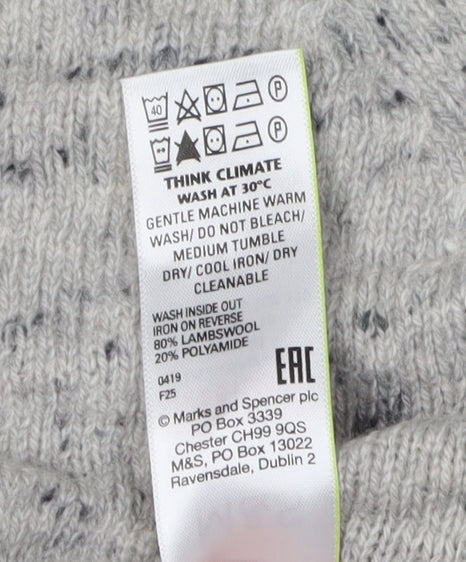 40 P
P
THINK CLIMATE
WASH AT 30°C
GENTLE MACHINE WARM
WASH/ DO NOT BLEACH/
MEDIUM TUMBLE
DRY/ COOL IRON/ DRY
CLEANABLE
WASH INSIDE OUT
IRON ON REVERSE
80% LAMBSWOOL
20% POLYAMIDE
0419
F25
EAC
© Marks and Spencer plc
PO Box 3339
Chester CH99 9QS
M&S, PO Box 13022
Ravensdale, Dublin 2